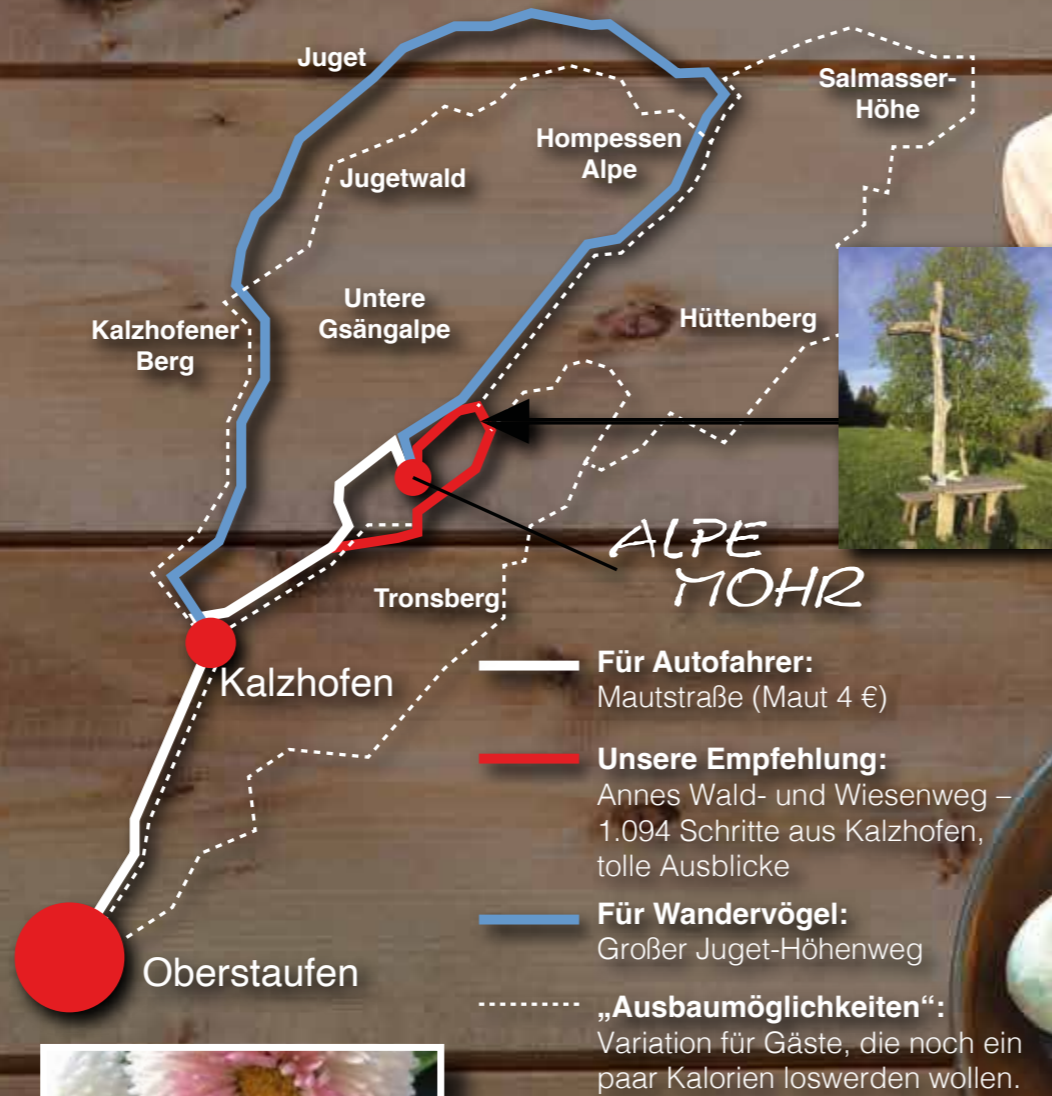 Juget
Salmasser-
Höhe
Hompessen
Alpe
Jugetwald
Untere
Gsängalpe
Hüttenberg
Kalzhofener
Berg
ALPE
MOHR
Tronsberg
Kalzhofen
Oberstaufen
Für Autofahrer:
Mautstraße (Maut 4 €)
Unsere Empfehlung:
Annes Wald- und Wiesenweg –
1.094 Schritte aus Kalzhofen,
tolle Ausblicke
Für Wandervögel:
Großer Juget-Höhenweg
„Ausbaumöglichkeiten“:
Variation für Gäste, die noch ein
paar Kalorien loswerden wollen.